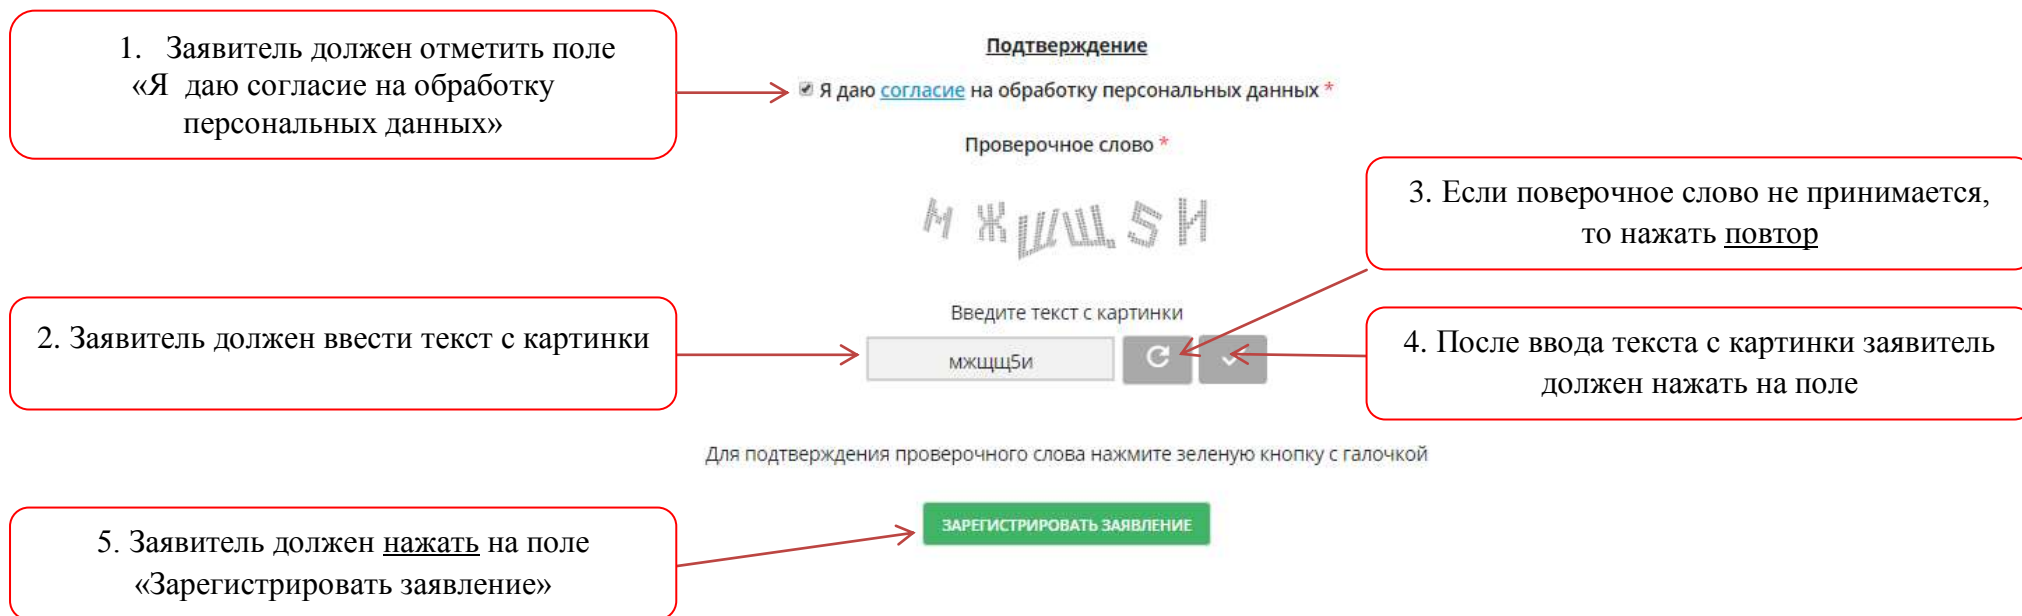 1. Заявитель должен отметить поле
«Я даю согласие на обработку
персональных данных»
Подтверждение
Я даю согласие на обработку персональных данных *
Проверочное слово *
М Ж Ш Щ 5 И
3. Если поверочное слово не принимается,
то нажать повтор
2. Заявитель должен ввести текст с картинки
Введите текст с картинки
мжщщ5и
4. После ввода текста с картинки заявитель
должен нажать на поле
Для подтверждения проверочного слова нажмите зеленую кнопку с галочкой
5. Заявитель должен нажать на поле
«Зарегистрировать заявление»
ЗАРЕГИСТРИРОВАТЬ ЗАЯВЛЕНИЕ